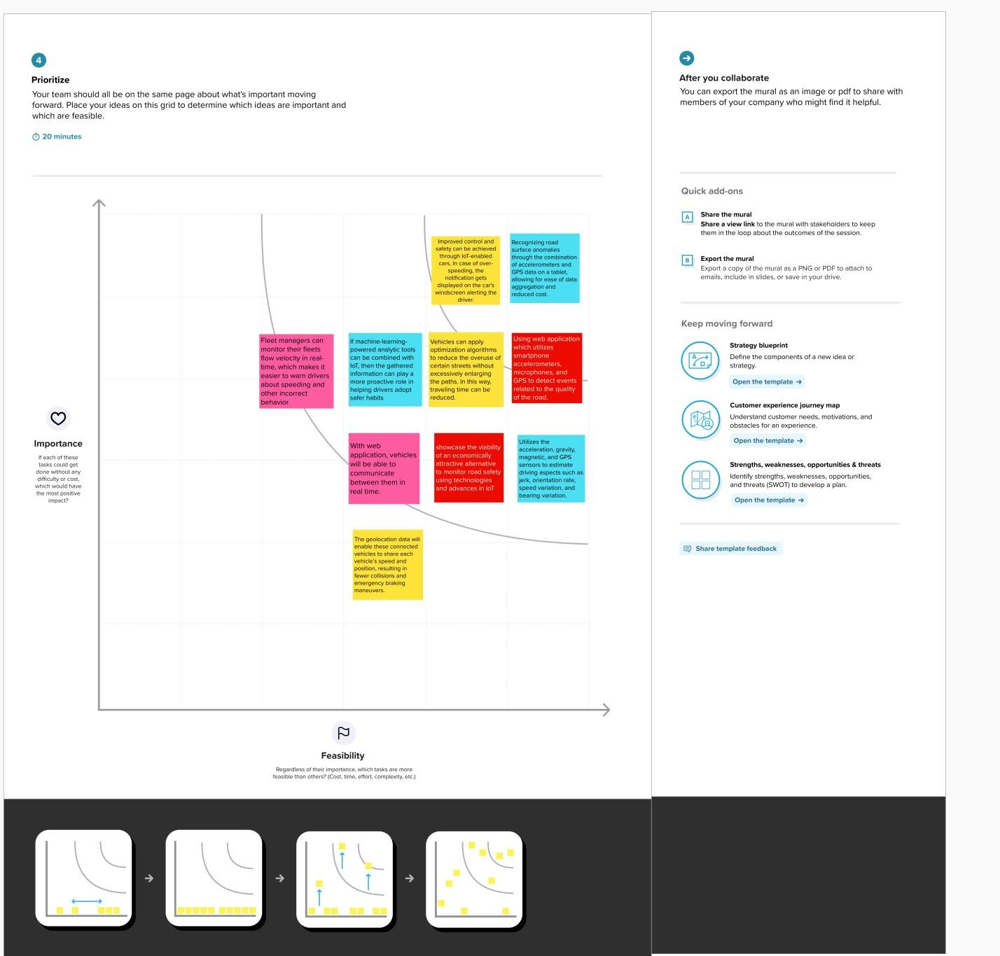 4
Prioritize
Your team should all be on the same page about what's important moving
forward. Place your ideas on this grid to determine which ideas are important and
which are feasible.
20 minutes
Improved control and
safety can be achieved
through IoT-enabled
cars. In case of over-
speeding, the
notification gets
displayed on the car's
windscreen alerting the
driver.
Recognizing road
surface anomalies
through the combination
of accelerometers and
GPS data on a tablet,
allowing for ease of data
aggregation and
reduced cost.
Fleet managers can
monitor their fleets
flow velocity in real-
time, which makes it
easier to warn drivers
about speeding and
other incorrect
behavior
If machine-learning-
powered analytic tools
can be combined with
IoT, then the gathered
information can play a
more proactive role in
helping drivers adopt
safer habits
Vehicles can apply
optimization algorithms
to reduce the overuse of
certain streets without
excessively enlarging
the paths. In this way,
traveling time can be
reduced.
Using web application
which utilizes
smartphone
accelerometers,
microphones, and
GPS to detect events
related to the quality
of the road.
With web
application, vehicles
will be able to
communicate
between them in
real time.
showcase the viability
of an economically
attractive alternative
to monitor road safety
using technologies
and advances in IoT
Utilizes the
acceleration, gravity,
magnetic, and GPS
sensors to estimate
driving aspects such as
jerk, orientation rate,
speed variation, and
bearing variation.
The geolocation data will
enable these connected
vehicles to share each
vehicle's speed and
position, resulting in
fewer collisions and
emergency braking
maneuvers.
Importance
If each of these
tasks could get
done without any
difficulty or cost,
which would have
the most positive
impact?
Feasibility
Regardless of their importance, which tasks are more
feasible than others? (Cost, time, effort, complexity, etc.)
After you collaborate
You can export the mural as an image or pdf to share with
members of your company who might find it helpful.
Quick add-ons
A
Share the mural
Share a view link to the mural with stakeholders to keep
them in the loop about the outcomes of the session.
B
Export the mural
Export a copy of the mural as a PNG or PDF to attach to
emails, include in slides, or save in your drive.
Keep moving forward
Strategy blueprint
Define the components of a new idea or
strategy.
Open the template →
Customer experience journey map
Understand customer needs, motivations, and
obstacles for an experience.
Open the template →
Strengths, weaknesses, opportunities & threats
Identify strengths, weaknesses, opportunities,
and threats (SWOT) to develop a plan.
Open the template →
Share template feedback